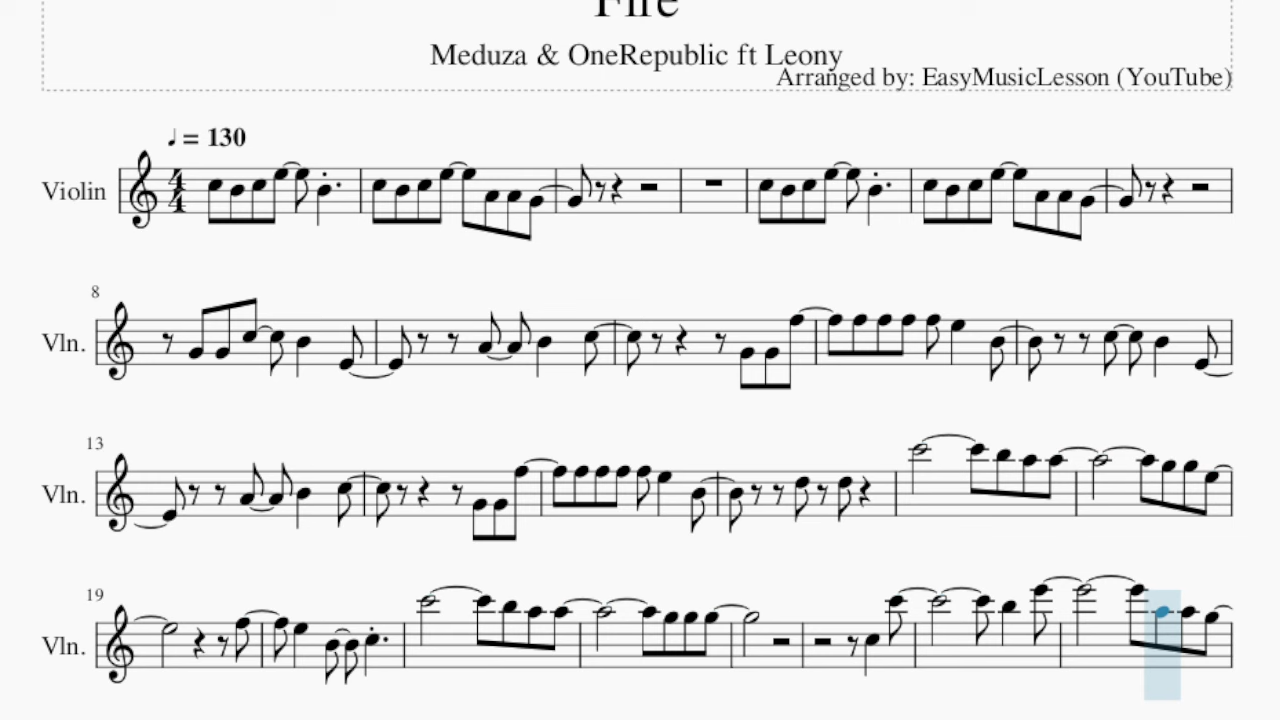 Fire
Meduza & OneRepublic ft Leony
Arranged by: EasyMusicLesson (YouTube)
♩ = 130
Violin
8
Vln.
13
Vln.
19
Vln.